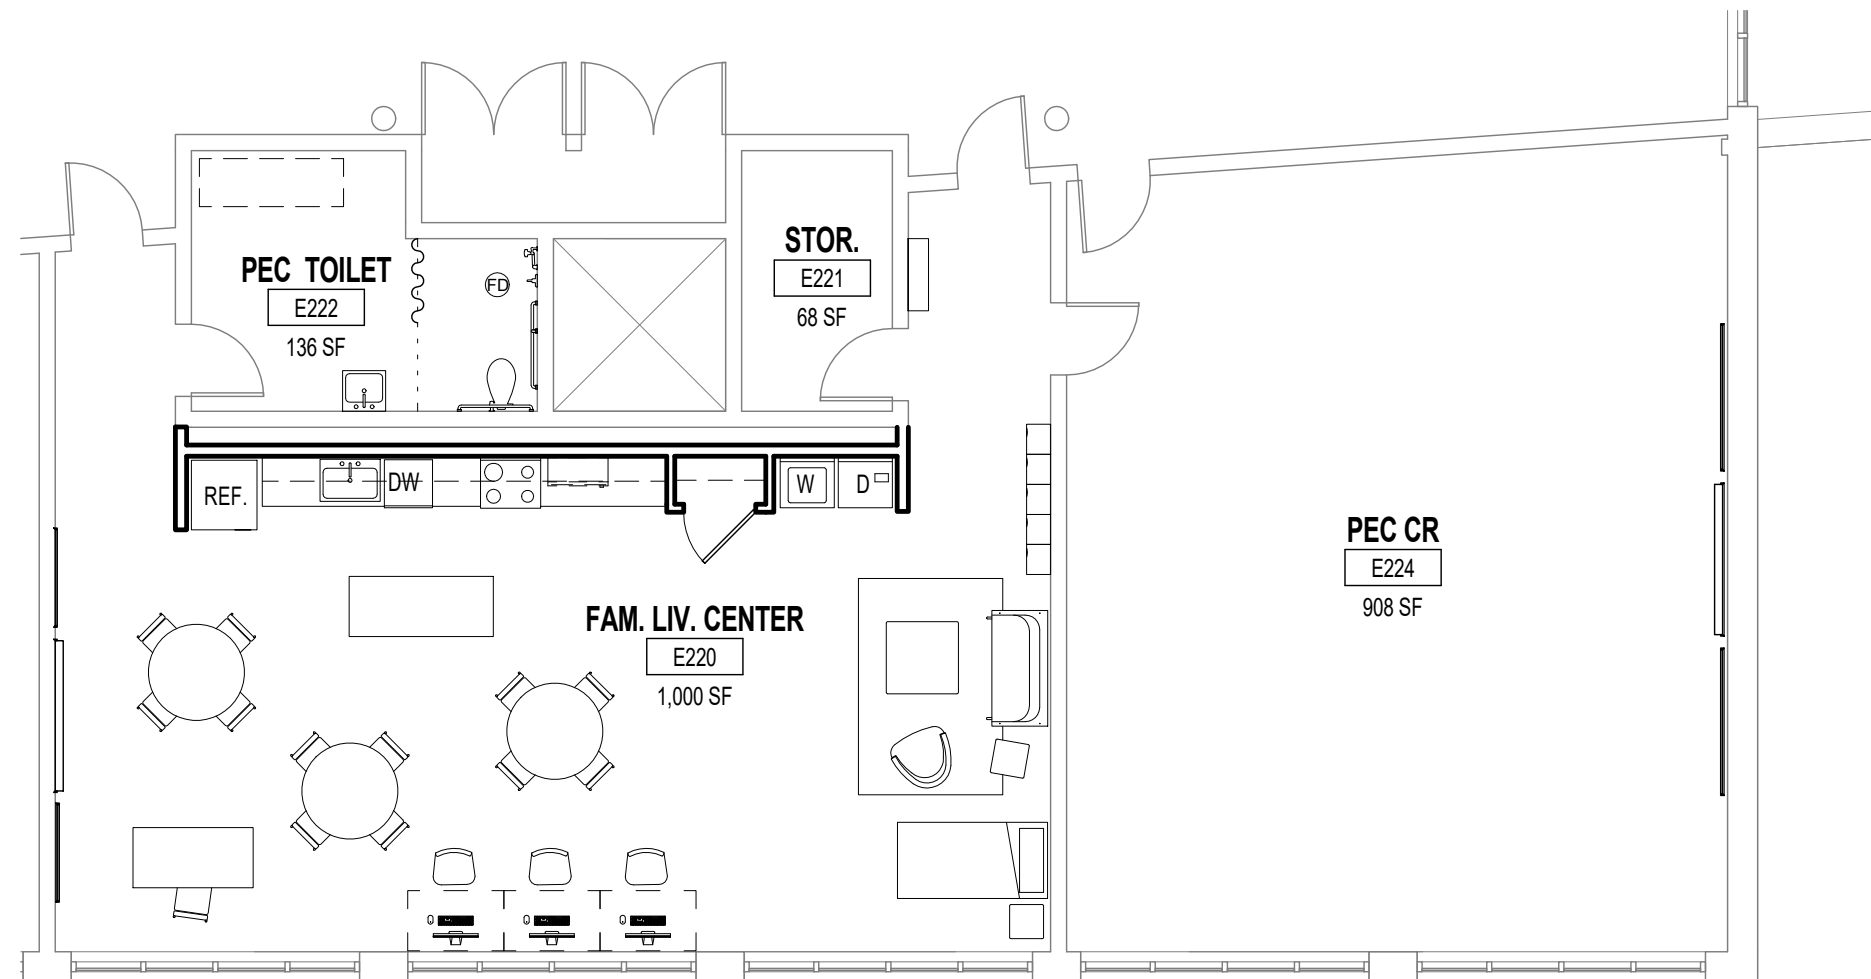 PEC TOILET
E222
136 SF
FD
STOR.
E221
68 SF
REF.
DW
W
D
PEC CR
E224
908 SF
FAM. LIV. CENTER
E220
1,000 SF